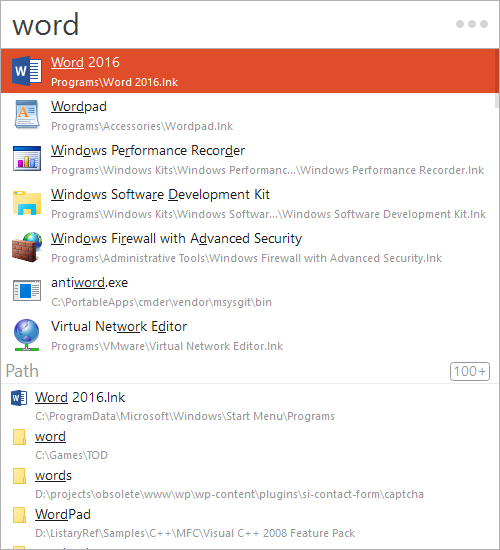 word
Word 2016
Programs\Word 2016.lnk
Wordpad
Programs\Accessories\Wordpad.lnk
Windows Performance Recorder
Programs\Windows Kits\Windows Performanc...\Windows Performance Recorder.lnk
Windows Software Development Kit
Programs\Windows Kits\Windows Softwar...\Windows Software Development Kit.lnk
Windows Firewall with Advanced Security
Programs\Administrative Tools\Windows Firewall with Advanced Security.lnk
antiword.exe
C:\PortableApps\cmder\vendor\msysgit\bin
Virtual Network Editor
Programs\VMware\Virtual Network Editor.lnk
Path 100+
Word 2016.lnk
C:\ProgramData\Microsoft\Windows\Start Menu\Programs
word
C:\Games\TOD
words
D:\projects\obsolete\www\wp\wp-content\plugins\si-contact-form\captcha
WordPad
D:\ListaryRef\Samples\C++\MFC\Visual C++ 2008 Feature Pack